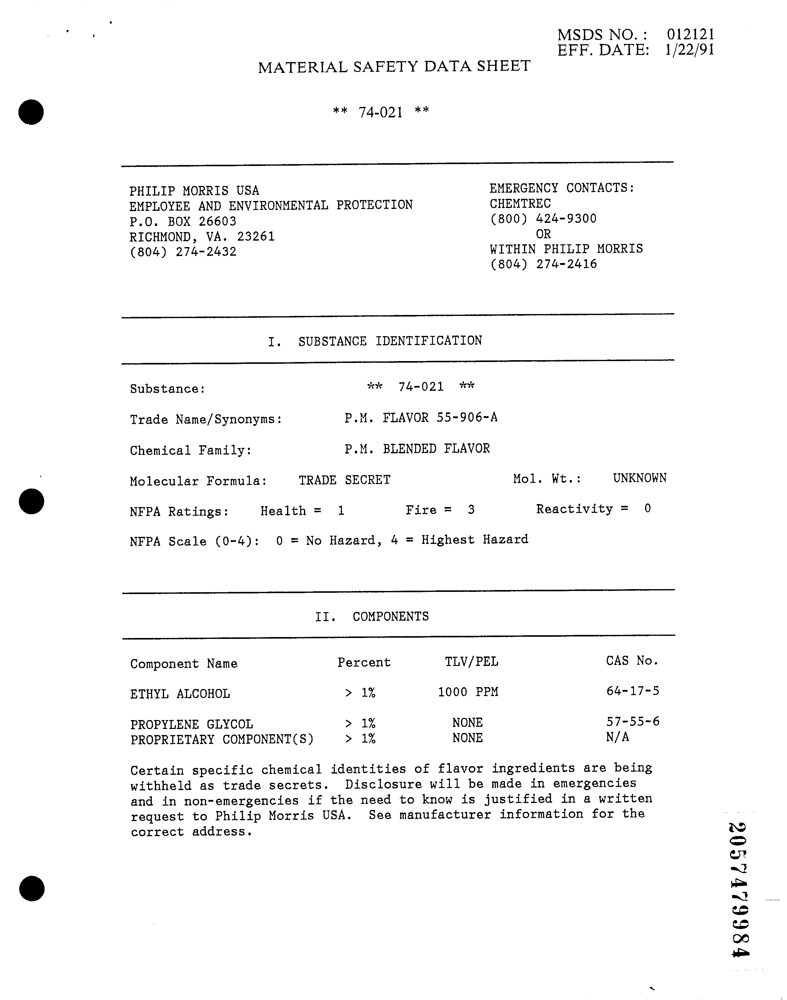 MSDS NO. : 012121
EFF. DATE: 1/22/91
MATERIAL SAFETY DATA SHEET
** 74-021 **
PHILIP MORRIS USA
EMPLOYEE AND ENVIRONMENTAL PROTECTION
P.O. BOX 26603
RICHMOND, VA. 23261
(804) 274-2432
EMERGENCY CONTACTS:
CHEMTREC
(800) 424-9300
OR
WITHIN PHILIP MORRIS
(804) 274-2416
I. SUBSTANCE IDENTIFICATION
Substance: ** 74-021 **
Trade Name/Synonyms: P.M. FLAVOR 55-906-A
Chemical Family: P.M. BLENDED FLAVOR
Molecular Formula: TRADE SECRET Mol. Wt.: UNKNOWN
NFPA Ratings: Health = 1 Fire = 3 Reactivity = 0
NFPA Scale (0-4): 0 = No Hazard, 4 = Highest Hazard
II. COMPONENTS
Component Name Percent TLV/PEL CAS No.
ETHYL ALCOHOL > 1% 1000 PPM 64-17-5
PROPYLENE GLYCOL > 1% NONE 57-55-6
PROPRIETARY COMPONENT(S) > 1% NONE N/A
Certain specific chemical identities of flavor ingredients are being
withheld as trade secrets. Disclosure will be made in emergencies
and in non-emergencies if the need to know is justified in a written
request to Philip Morris USA. See manufacturer information for the
correct address.
2057479984